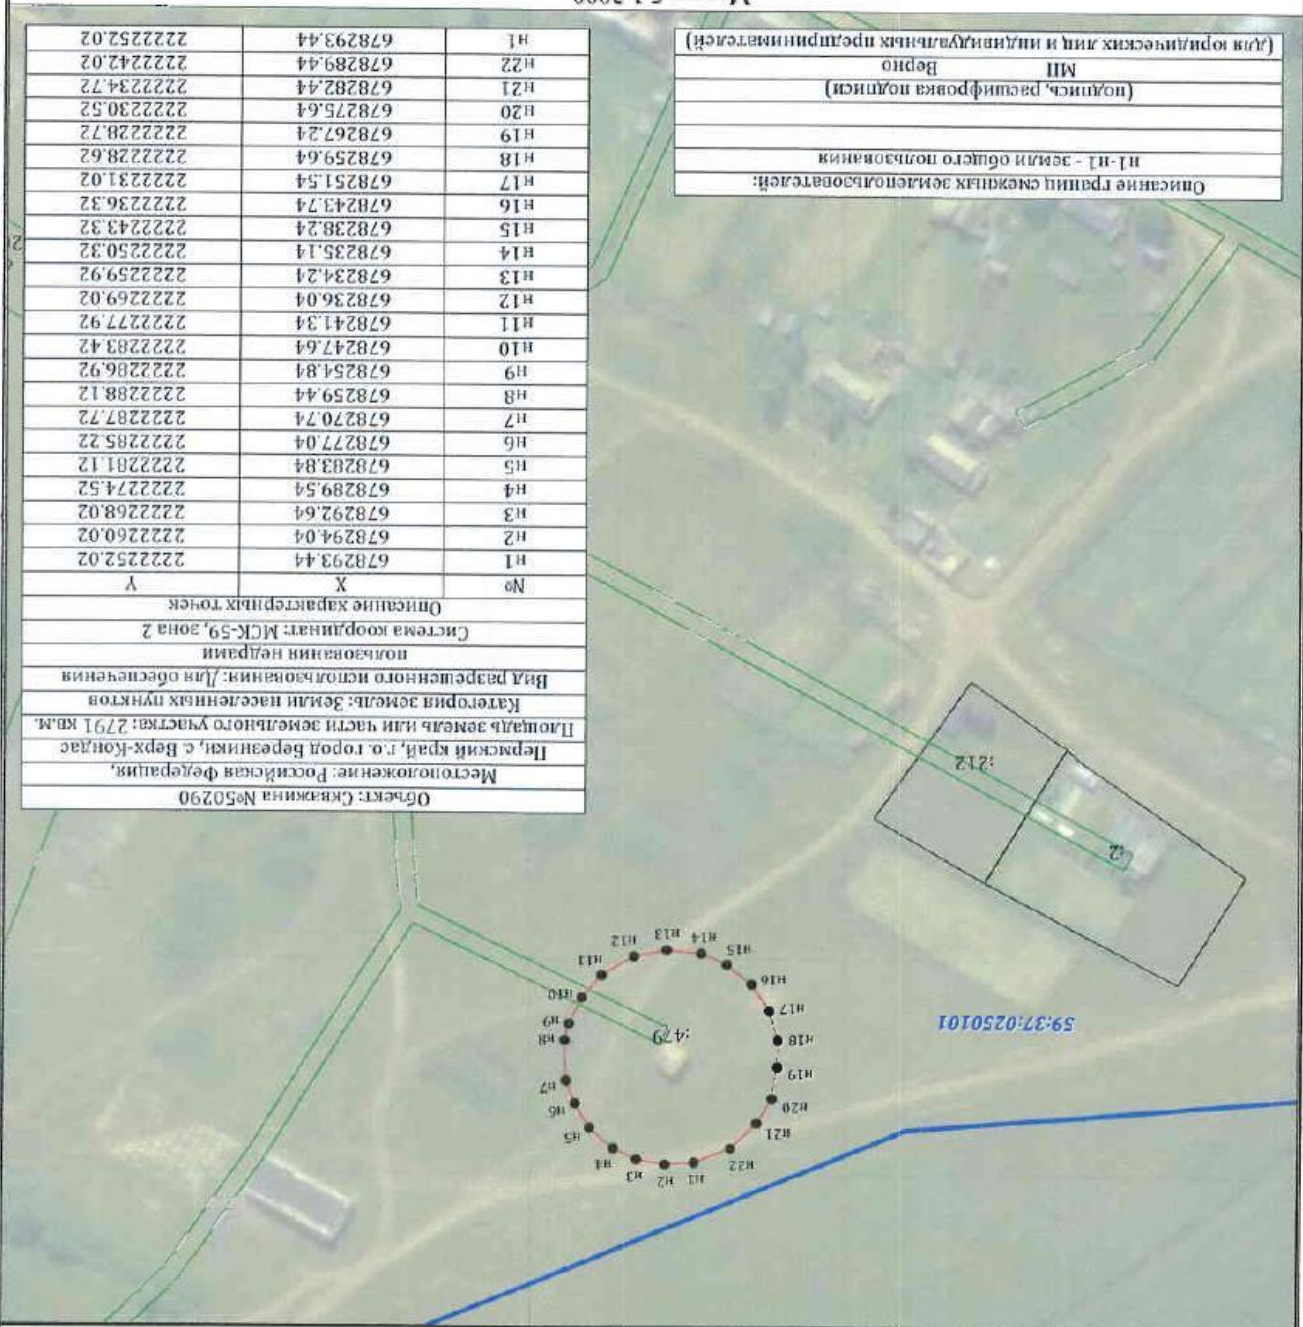 Объект: Скважина №50290
Местоположение: Российская Федерация,
Пермский край, г.о. город Березники, с. Верх-Кондас
Площадь земель или части земельного участка: 2791 кв.м.
Категория земель: Земли населенных пунктов
Вид разрешенного использования: Для обеспечения
пользования недрами
Система координат: МСК-59, зона 2
Описание характерных точек
№ X Y
н1 678293.44 2222252.02
н2 678294.04 2222260.02
н3 678292.64 2222268.02
н4 678289.54 2222274.52
н5 678283.84 2222281.12
н6 678277.04 2222285.22
н7 678270.74 2222287.72
н8 678259.44 2222288.12
н9 678254.84 2222286.92
н10 678247.64 2222283.42
н11 678241.34 2222277.92
н12 678236.04 2222269.02
н13 678234.24 2222259.92
н14 678235.14 2222250.32
н15 678238.24 2222243.32
н16 678243.74 2222236.32
н17 678251.54 2222231.02
н18 678259.64 2222228.62
н19 678267.24 2222228.72
н20 678275.64 2222230.52
н21 678282.44 2222234.72
н22 678289.44 2222242.02
н1 678293.44 2222252.02
н22
н1
н2
н3
н4
н21
н5
н20
н6
н7
н19
н18
н8
:479
59:37:0250101
н9
н17
н10
н16
н11
н15
н14
н13
н12
:2
:212
Описание границ смежных землепользователей:
н1-н1 - земли общего пользования
(подпись, расшифровка подписи)
МП Верно
(для юридических лиц и индивидуальных предпринимателей)